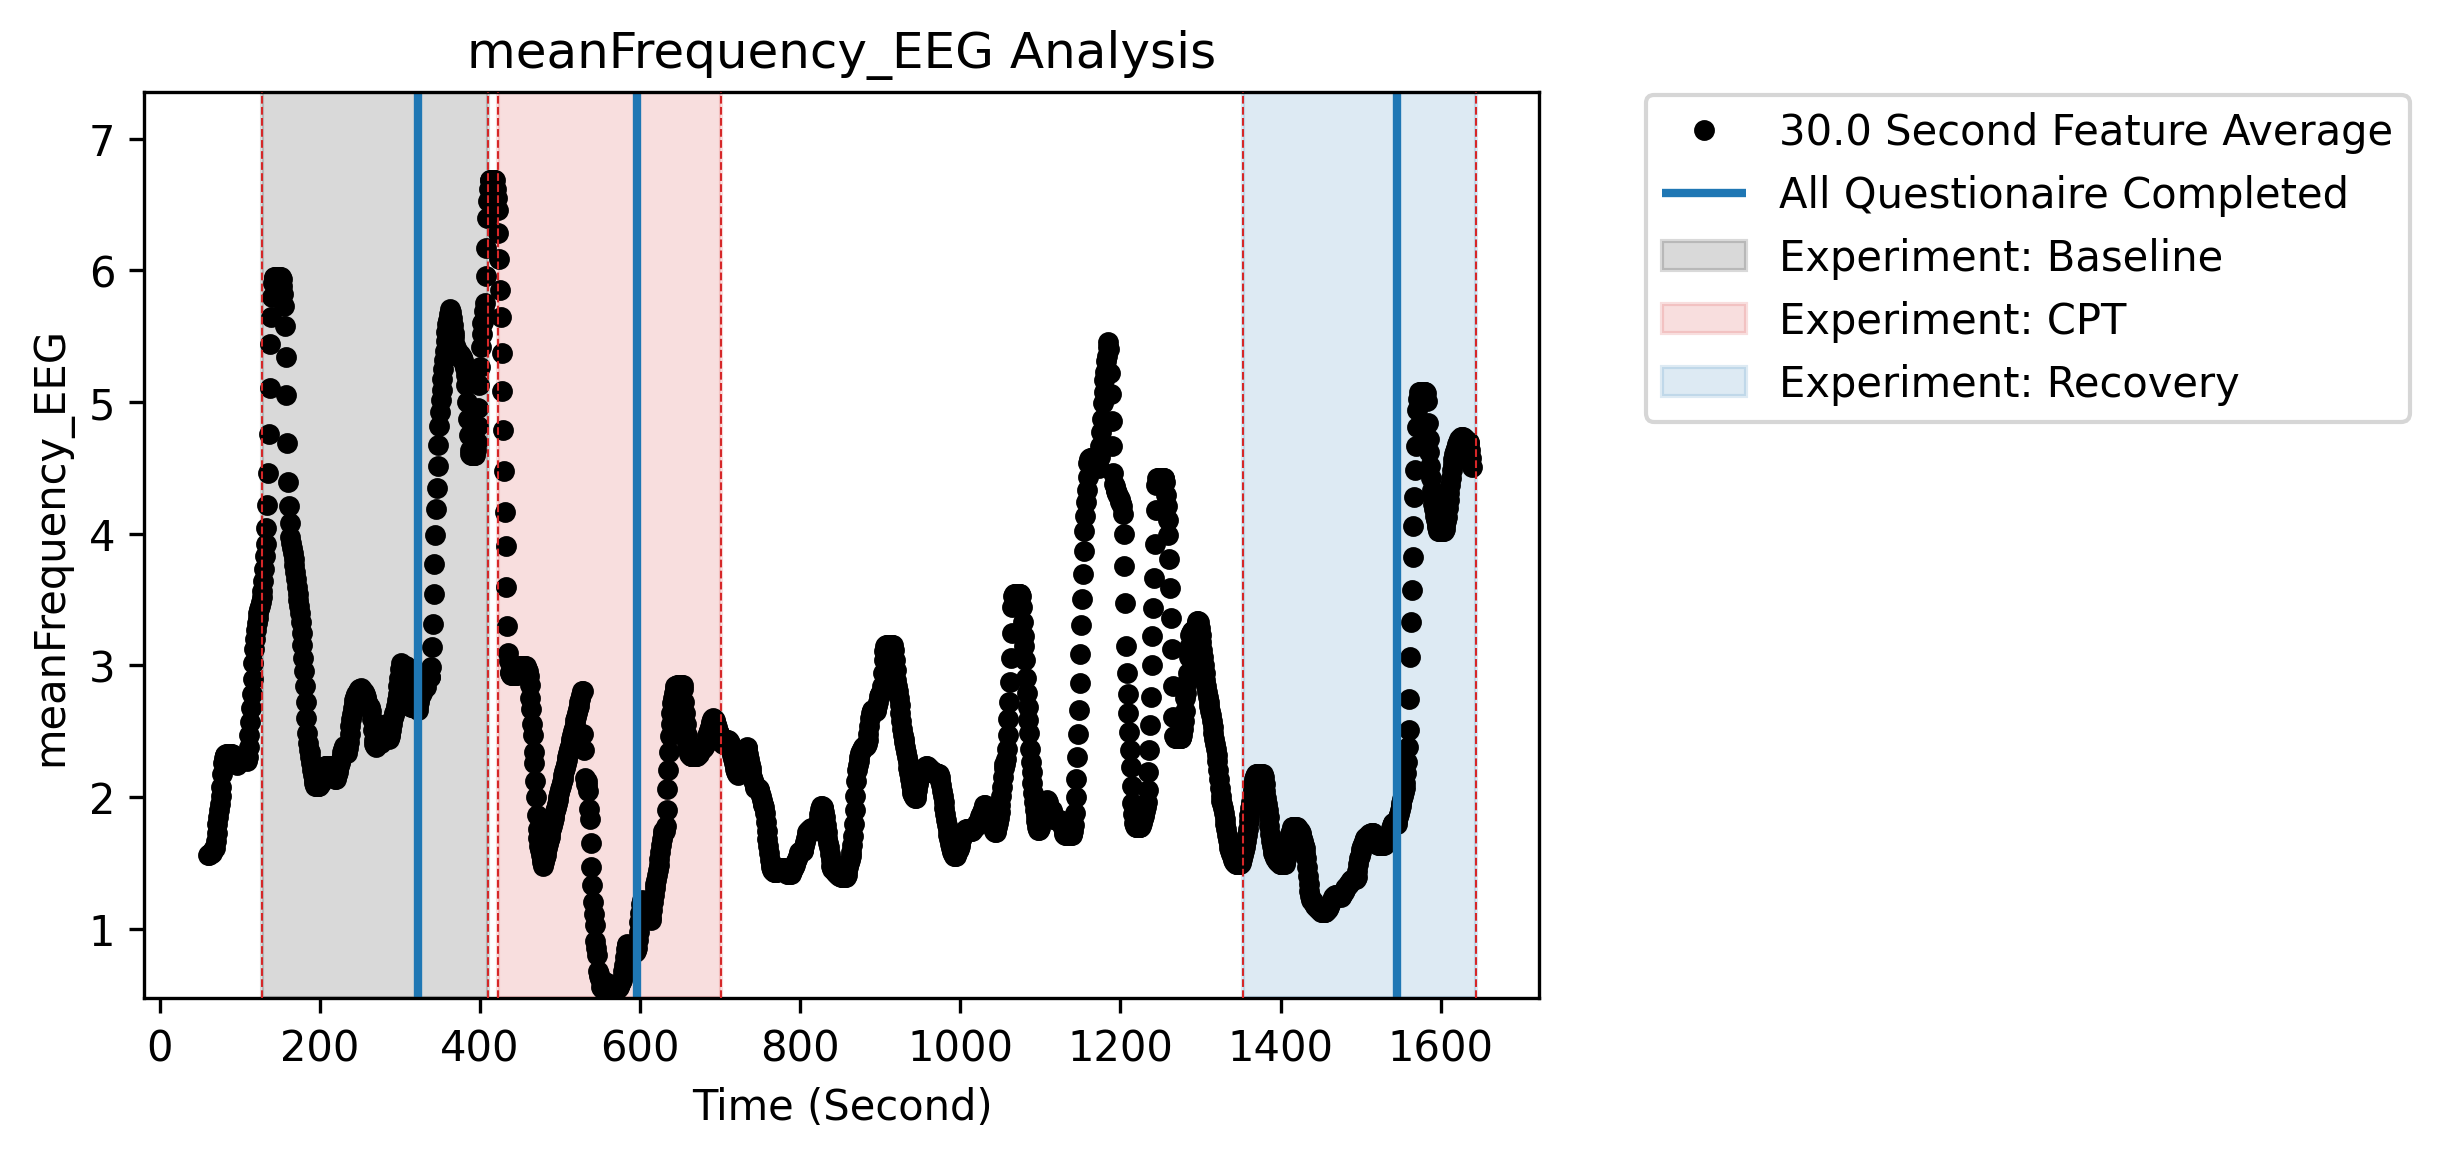 meanFrequency_EEG Analysis
30.0 Second Feature Average
All Questionaire Completed
Experiment: Baseline
Experiment: CPT
Experiment: Recovery
meanFrequency_EEG
7
6
5
4
3
2
1
0 200 400 600 800 1000 1200 1400 1600
Time (Second)